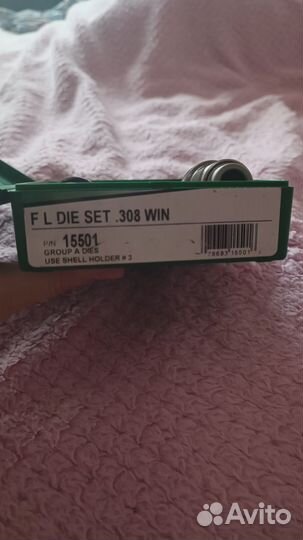 F L DIE SET .308 WIN
P/N 15501
GROUP A DIES
USE SHELL HOLDER # 3
Avito